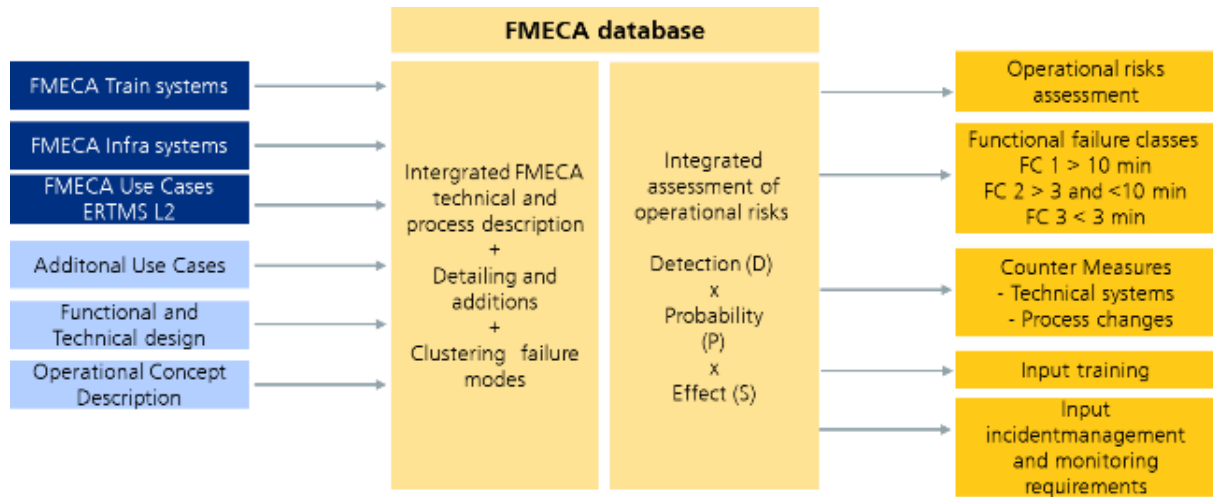 FMECA database
FMECA Train systems
FMECA Infra systems
FMECA Use Cases
ERTMS L2
Additonal Use Cases
Functional and
Technical design
Operational Concept
Description
Intergrated FMECA
technical and
process description
+
Detailing and
additions
+
Clustering failure
modes
Integrated
assessment of
operational risks
Detection (D)
x
Probability
(P)
x
Effect (S)
Operational risks
assessment
Functional failure classes
FC 1 > 10 min
FC 2 > 3 and <10 min
FC 3 < 3 min
Counter Measures
- Technical systems
- Process changes
Input training
Input
incidentmanagement
and monitoring
requirements